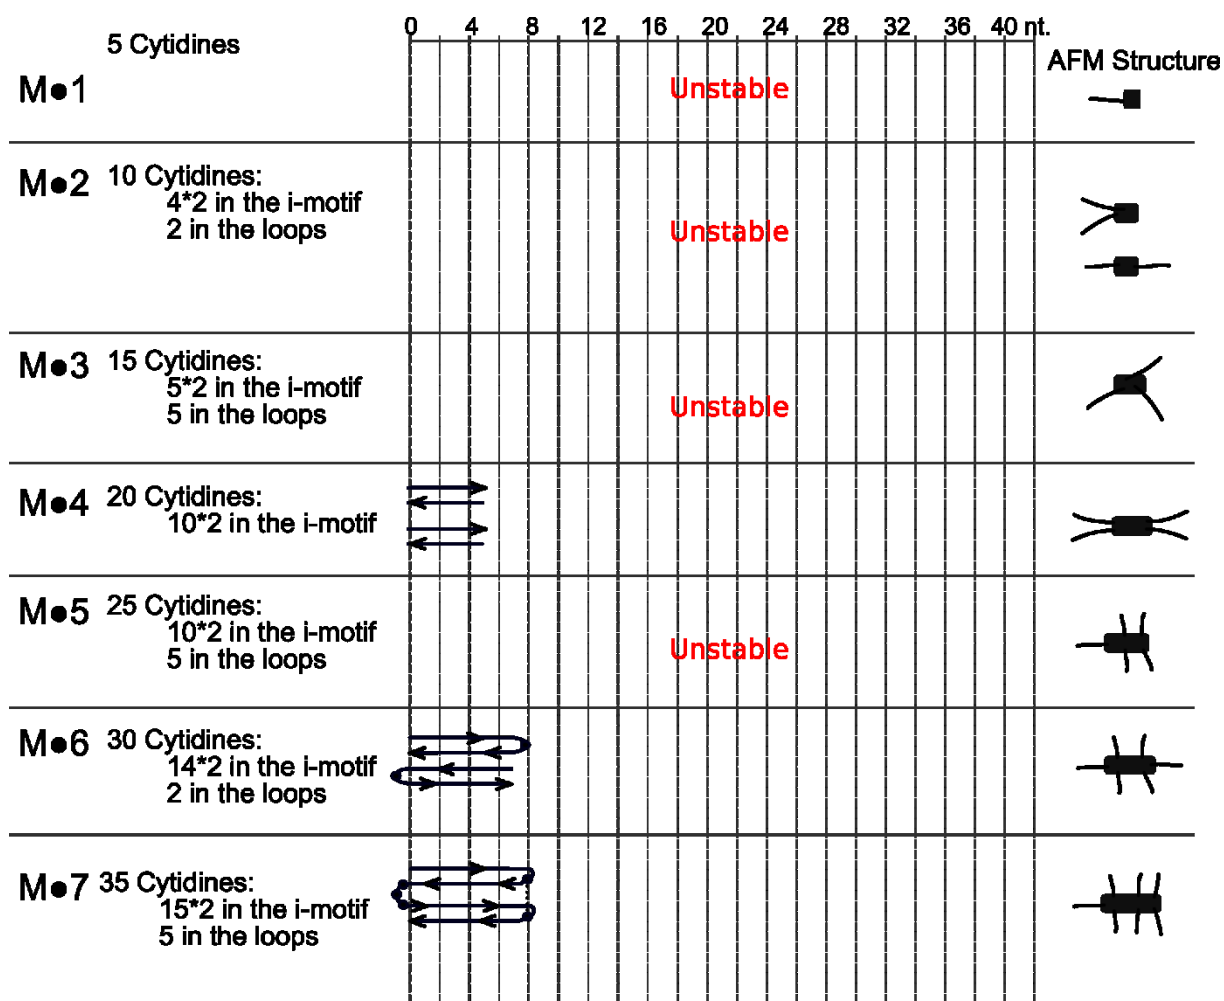 0 4 8 12 16 20 24 28 32 36 40 nt.
5 Cytidines
AFM Structure
M●1
Unstable
M●2 10 Cytidines:
4*2 in the i-motif
2 in the loops
Unstable
M●3 15 Cytidines:
5*2 in the i-motif
5 in the loops
Unstable
M●4 20 Cytidines:
10*2 in the i-motif
M●5 25 Cytidines:
10*2 in the i-motif
5 in the loops
Unstable
M●6 30 Cytidines:
14*2 in the i-motif
2 in the loops
M●7 35 Cytidines:
15*2 in the i-motif
5 in the loops